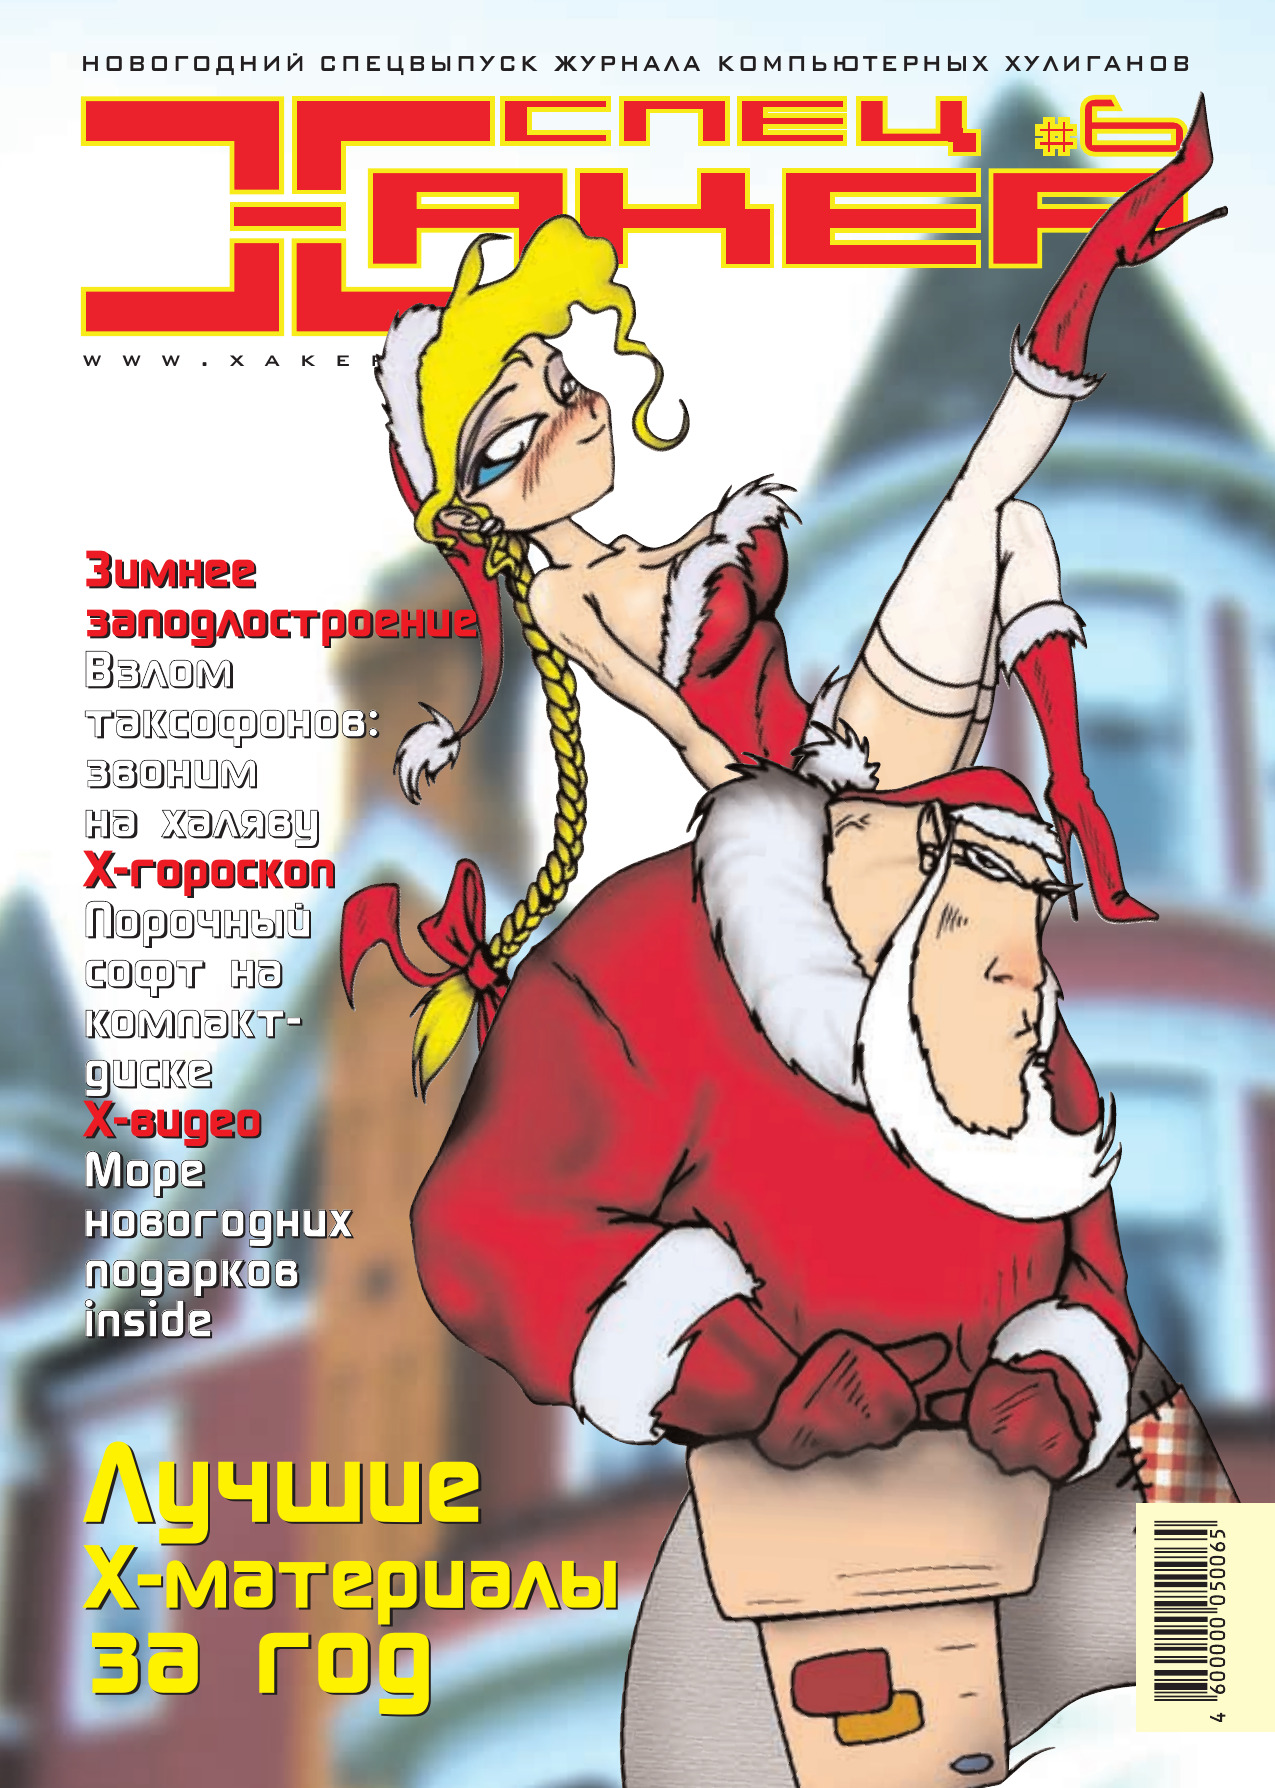 НОВОГОДНИЙ СПЕЦВЫПУСК ЖУРНАЛА КОМПЬЮТЕРНЫХ ХУЛИГАНОВ
СПЕЦ #6
ХАКЕР
WWW.XAKEP
Зимнее
заподлостроение
Взлом
таксофонов:
звоним
на халяву
Х-гороскоп
Порочный
софт на
компакт-
диске
Х-видео
Море
новогодних
подарков
inside
Лучшие
Х-материалы
за год
4 600000 050065